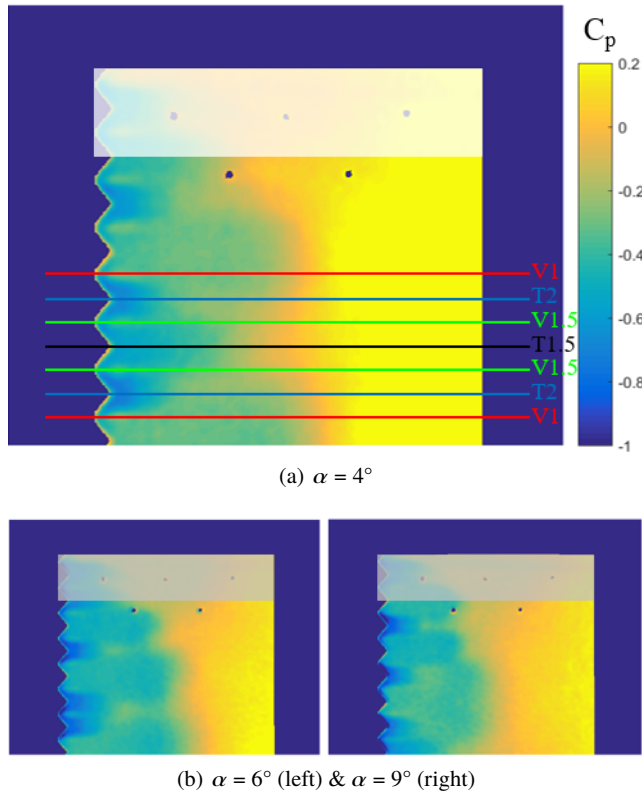 C_p
0.2
0
-0.2
-0.4
-0.6
-0.8
-1
V1
T2
V1.5
T1.5
V1.5
T2
V1
(a) α = 4°
(b) α = 6° (left) & α = 9° (right)